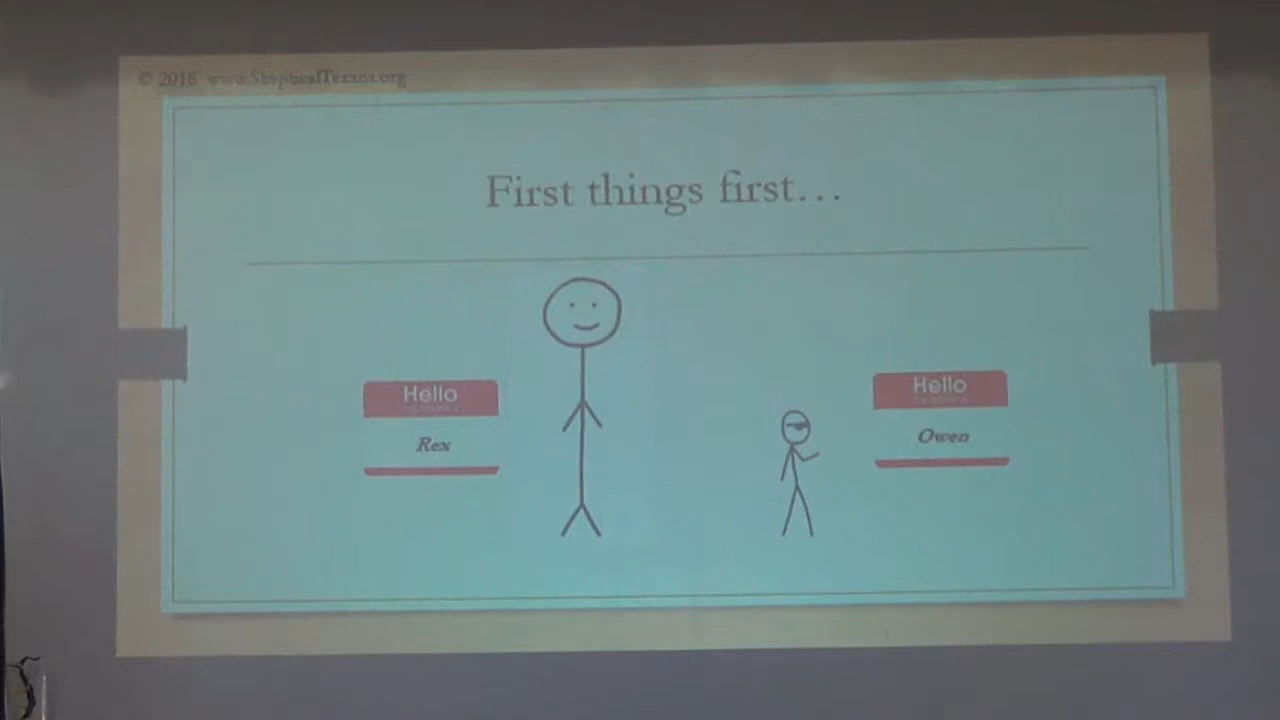 © 2018 www.SkepticalTexans.org
First things first...
Hello
Rex
Hello
Owen